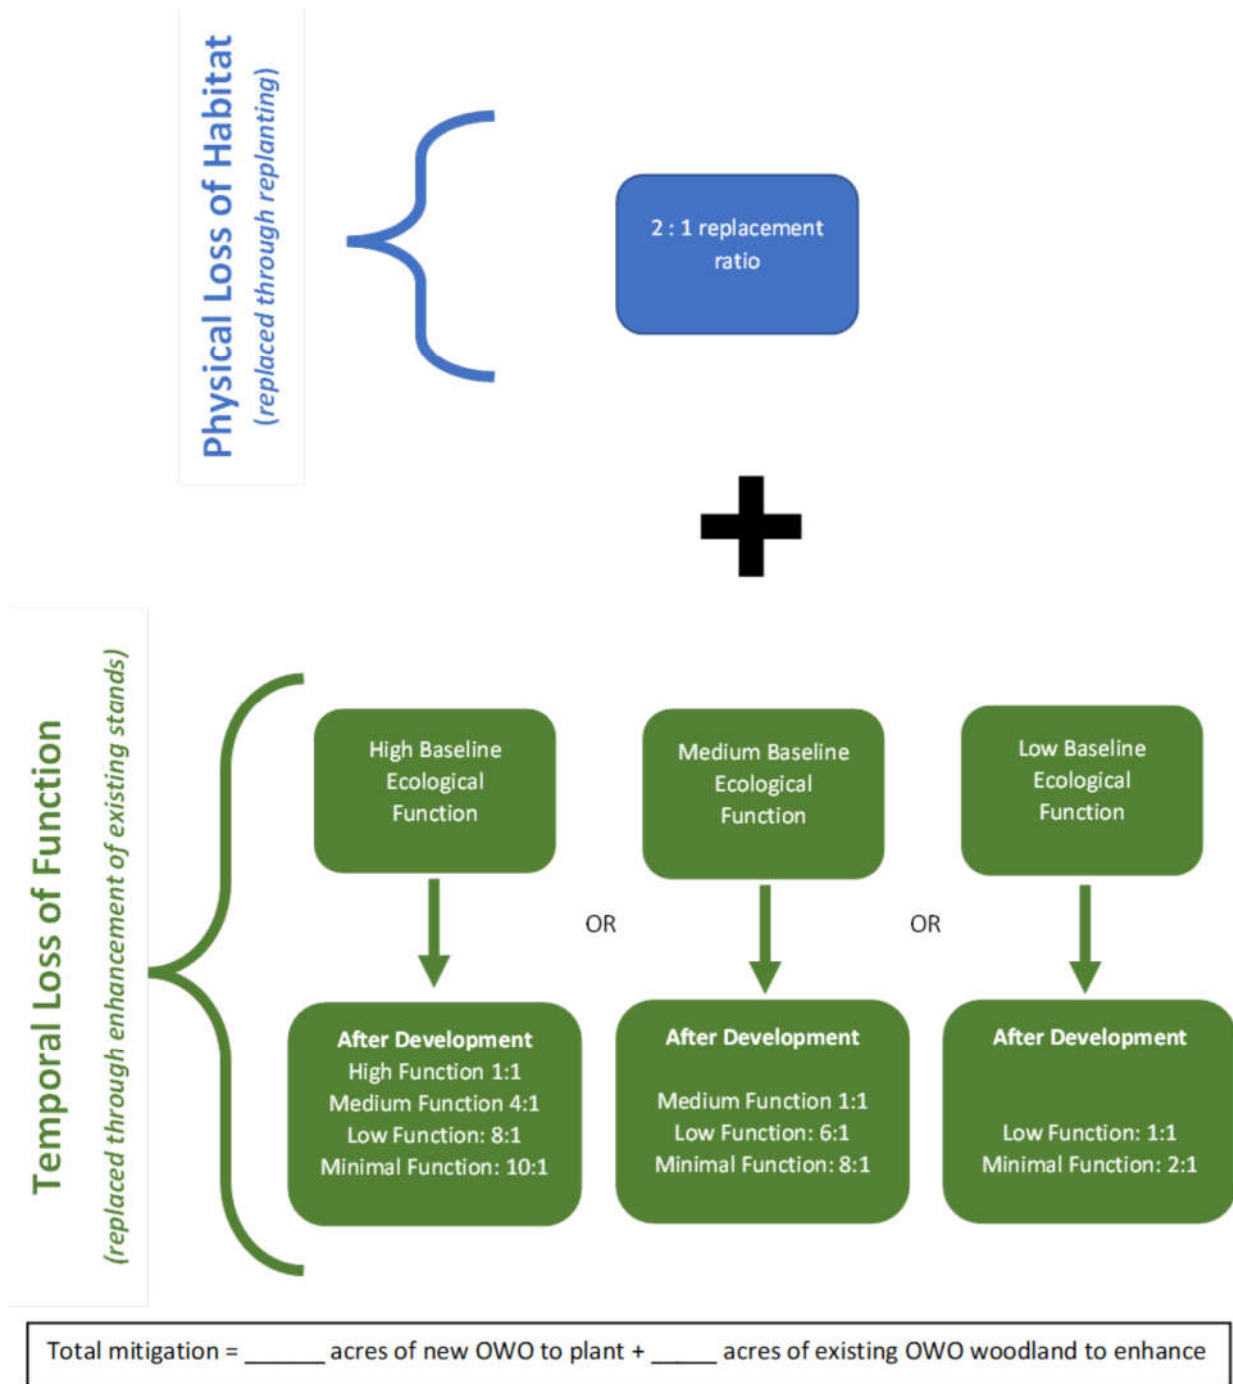 Physical Loss of Habitat
(replaced through replanting)
2 : 1 replacement
ratio
Temporal Loss of Function
(replaced through enhancement of existing stands)
High Baseline
Ecological
Function
OR
Medium Baseline
Ecological
Function
OR
Low Baseline
Ecological
Function
After Development
High Function 1:1
Medium Function 4:1
Low Function: 8:1
Minimal Function: 10:1
After Development
Medium Function 1:1
Low Function: 6:1
Minimal Function: 8:1
After Development
Low Function: 1:1
Minimal Function: 2:1
Total mitigation = ______ acres of new OWO to plant + _____ acres of existing OWO woodland to enhance